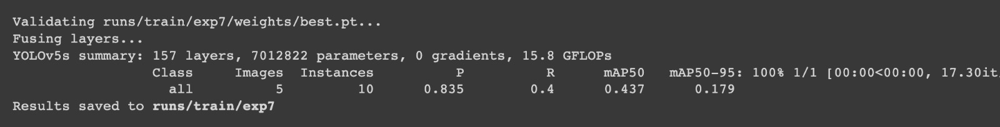 Validating runs/train/exp7/weights/best.pt...
Fusing layers...
YOLOv5s summary: 157 layers, 7012822 parameters, 0 gradients, 15.8 GFLOPs
Class Images Instances P R mAP50 mAP50-95: 100% 1/1 [00:00<00:00, 17.30it/
all 5 10 0.835 0.4 0.437 0.179
Results saved to runs/train/exp7